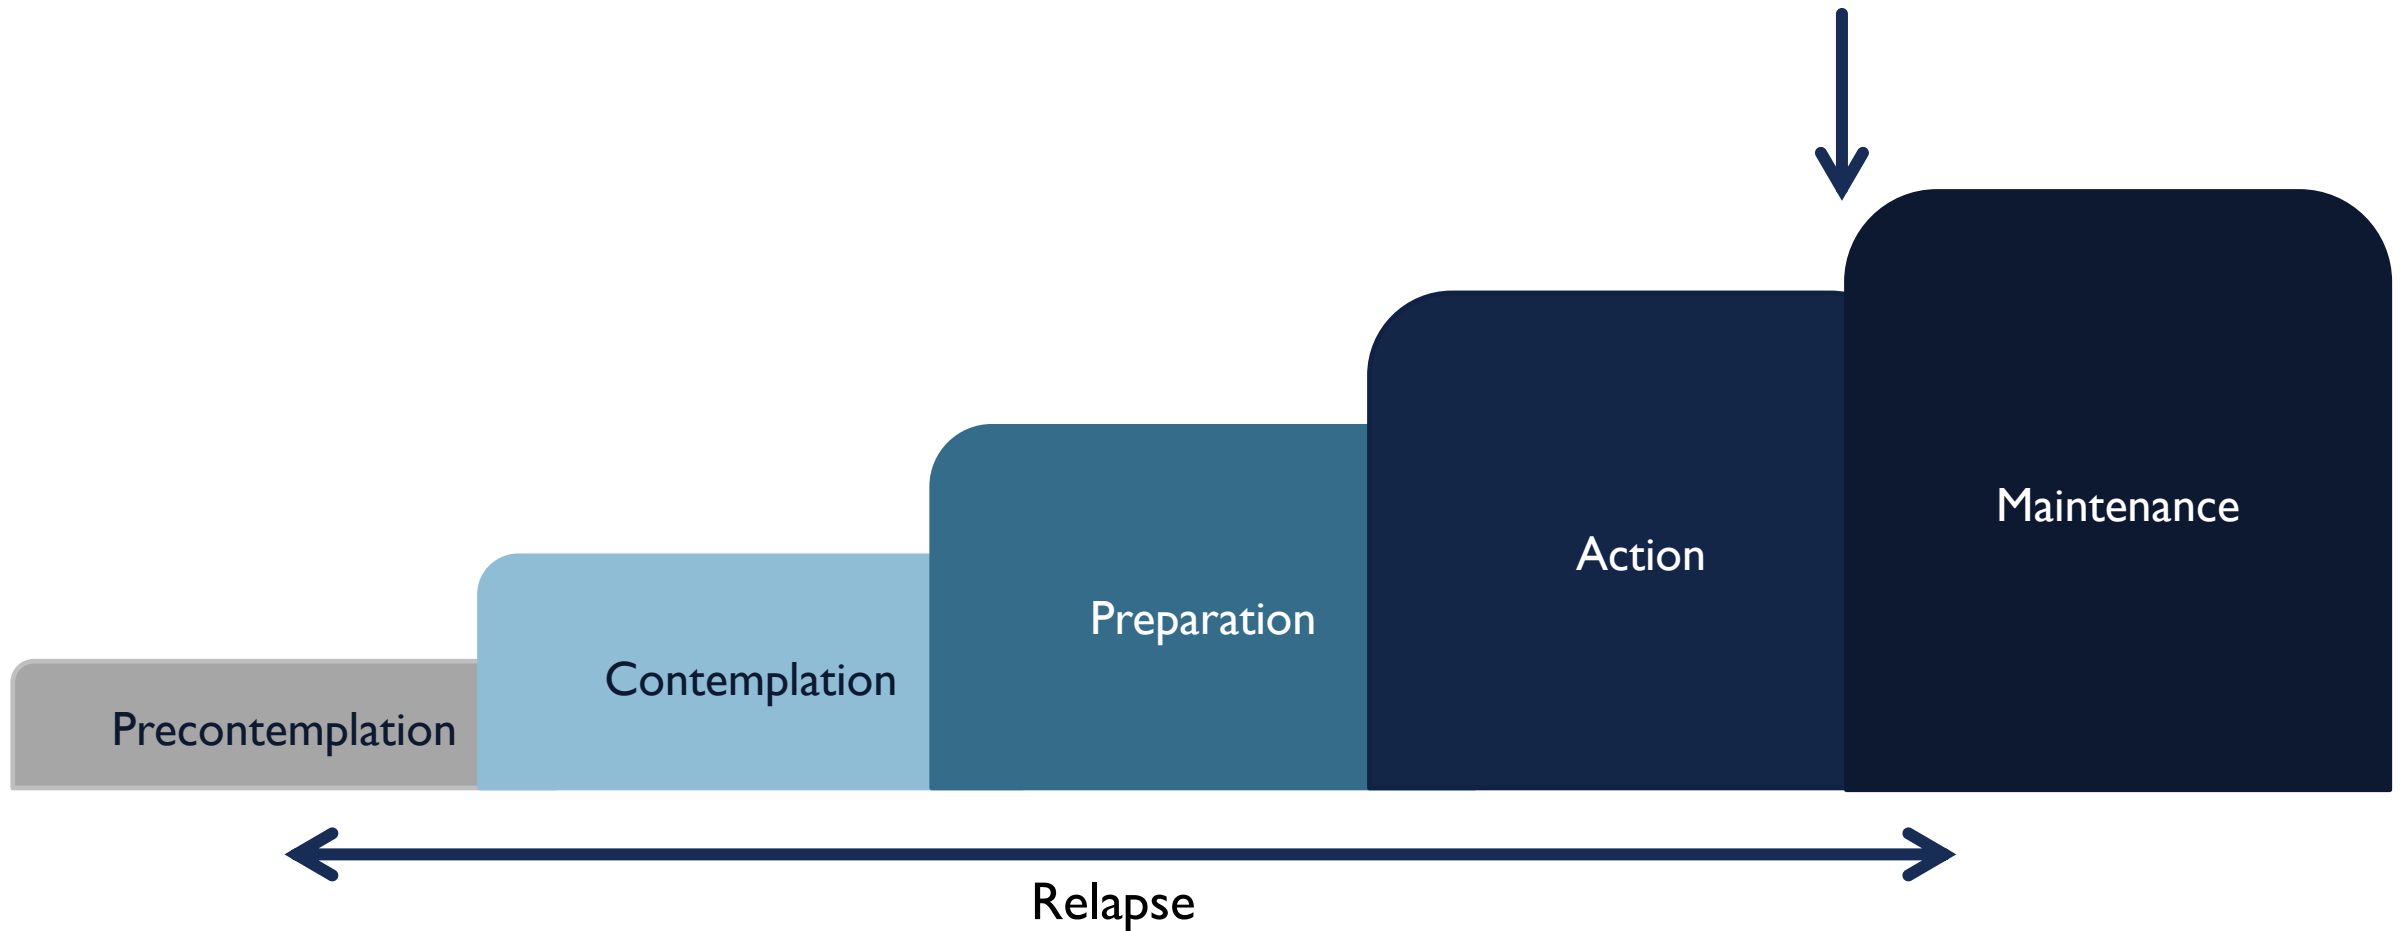 Precontemplation
Contemplation
Preparation
Action
Maintenance
Relapse